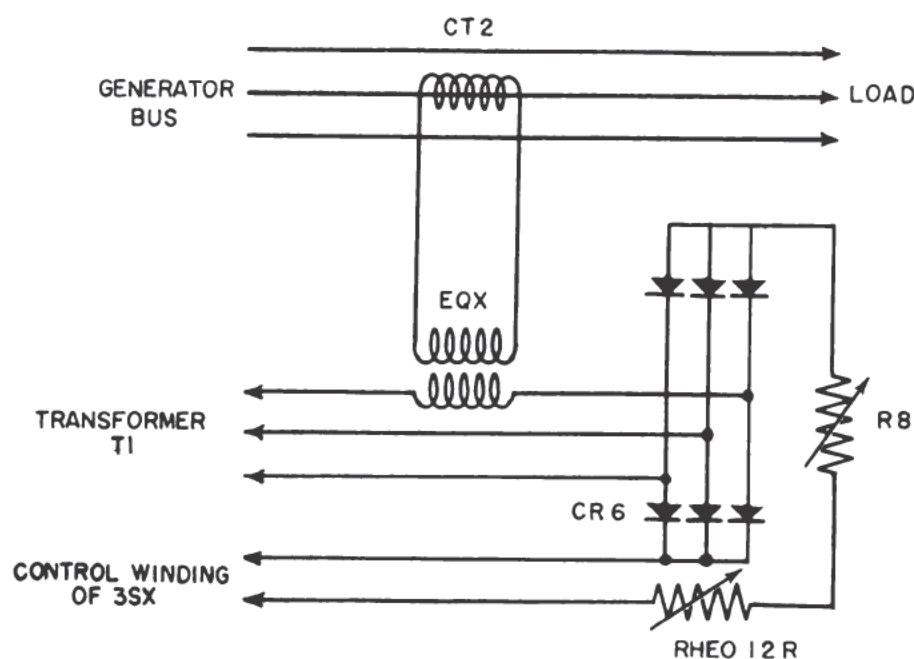 CT2
GENERATOR
BUS
LOAD
EQX
TRANSFORMER
T1
R8
CR6
CONTROL WINDING
OF 3SX
RHEO 12R